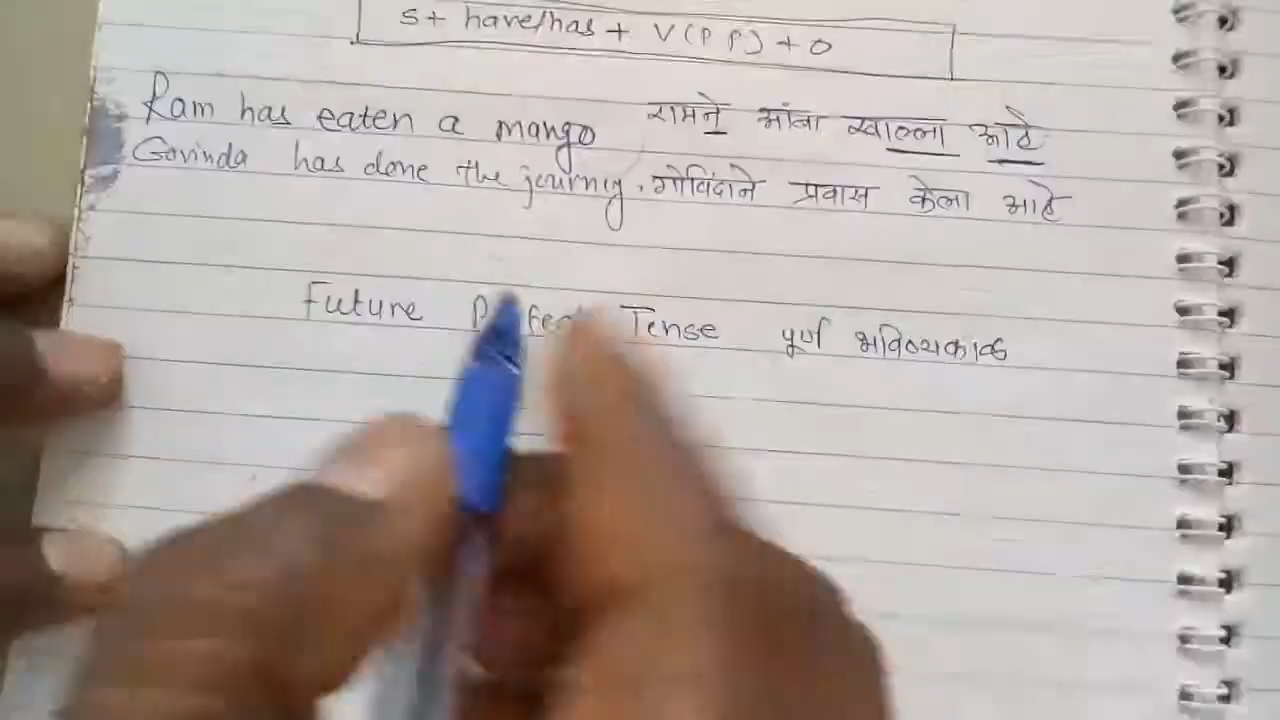 S + have/has + V(P P) + O
Ram has eaten a mango रामने आंबा खाल्ला आहे
Govinda has done the journey. गोविंदाने प्रवास केला आहे
Future Tense पूर्ण भविष्यकाळ